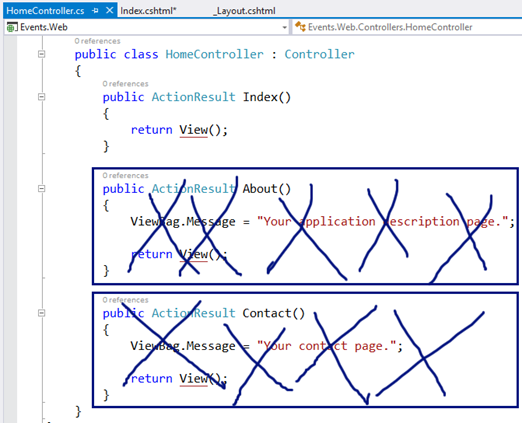 HomeController.cs Index.cshtml* _Layout.cshtml
Events.Web Events.Web.Controllers.HomeController
0 references
public class HomeController : Controller
{
0 references
public ActionResult Index()
{
return View();
}
0 references
public ActionResult About()
{
ViewBag.Message = "Your application description page.";
return View();
}
0 references
public ActionResult Contact()
{
ViewBag.Message = "Your contact page.";
return View();
}
}